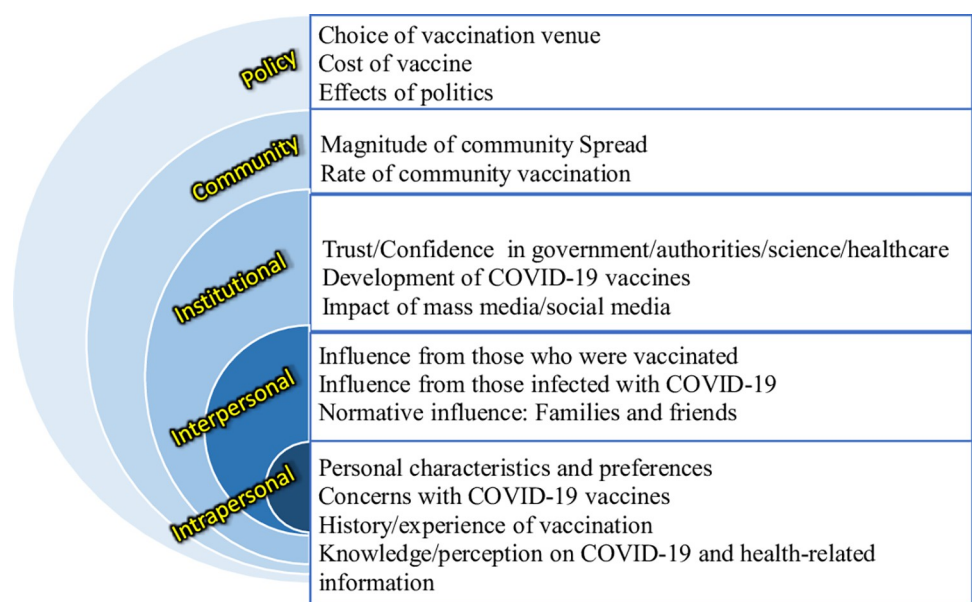 Policy
Choice of vaccination venue
Cost of vaccine
Effects of politics
Community
Magnitude of community Spread
Rate of community vaccination
Institutional
Trust/Confidence in government/authorities/science/healthcare
Development of COVID-19 vaccines
Impact of mass media/social media
Interpersonal
Influence from those who were vaccinated
Influence from those infected with COVID-19
Normative influence: Families and friends
Intrapersonal
Personal characteristics and preferences
Concerns with COVID-19 vaccines
History/experience of vaccination
Knowledge/perception on COVID-19 and health-related
information